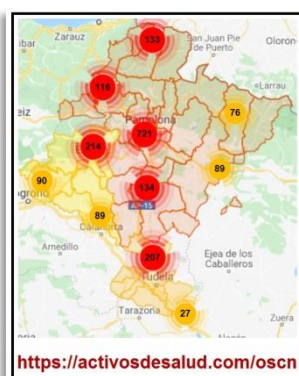 Zarauz
133
San Juan Pie
de Puerto
Oloron
116
Larrau
76
Pamplona
721
214
90
89
134
A-15
89
Calahorra
Arnedillo
207
Ejea de los
Caballeros
Tudela
Tarazona
27
Zuera
https://activosdesalud.com/oscn